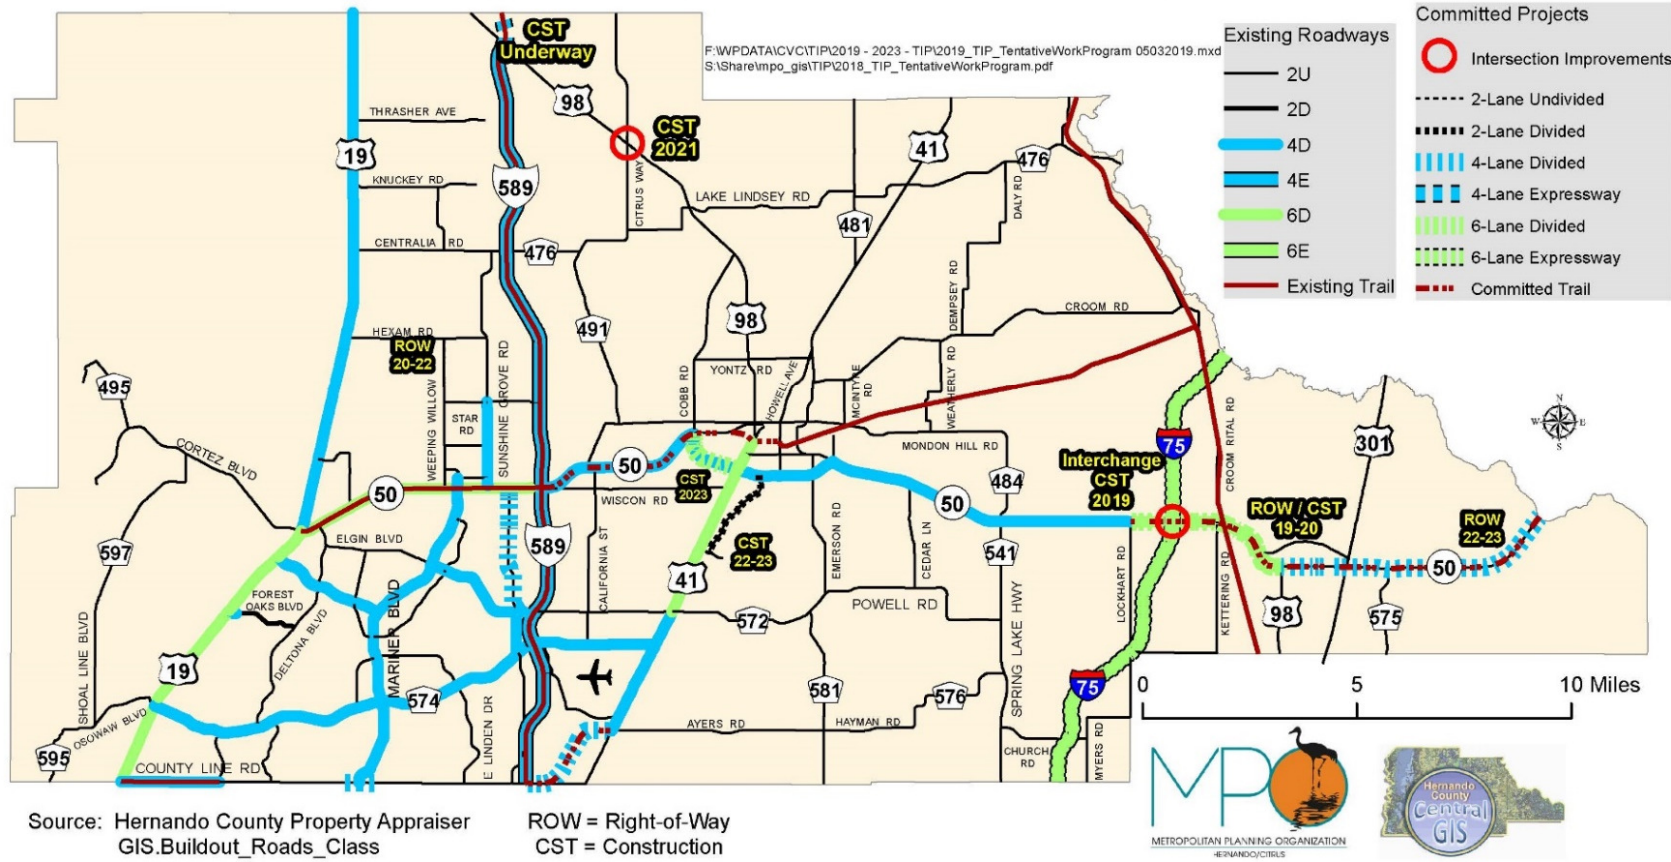 CST
Underway
F:\WPDATA\CVC\TIP\2019 - 2023 - TIP\2019_TIP_TentativeWorkProgram 05032019.mxd
S:\Share\mpo_gis\TIP\2018_TIP_TentativeWorkProgram.pdf
Existing Roadways
2U
2D
4D
4E
6D
6E
Existing Trail
Committed Projects
Intersection Improvements
2-Lane Undivided
2-Lane Divided
4-Lane Divided
4-Lane Expressway
6-Lane Divided
6-Lane Expressway
Committed Trail
98
THRASHER AVE
CST
2021
19
41
476
KNUCKEY RD
589
CITRUS WAY
LAKE LINDSEY RD
DALY RD
481
CENTRALIA RD
476
DEMPSEY RD
CROOM RD
HEXAM RD
ROW
20-22
491
98
SUNSHINE GROVE RD
495
WEEPING WILLOW
STAR
RD
COBB RD
YONTZ RD
HOWELL AVE
MCINTYRE
RD
WEATHERLY RD
CORTEZ BLVD
MONDON HILL RD
75
CROOM RITAL RD
301
N
W
E
S
50
50
WISCON RD
CST
2023
50
484
Interchange
CST
2019
ROW / CST
19-20
ROW
22-23
597
ELGIN BLVD
589
CALIFORNIA ST
CST
22-23
EMERSON RD
CEDAR LN
541
LOCKHART RD
KETTERING RD
50
41
FOREST
OAKS BLVD
DELTONA BLVD
MARINER BLVD
572
POWELL RD
98
575
SHOAL LINE BLVD
19
574
E LINDEN DR
581
576
SPRING LAKE HWY
75
0
5
10 Miles
OSOWAW BLVD
595
COUNTY LINE RD
AYERS RD
HAYMAN RD
CHURCH
RD
MYERS RD
MPO
METROPOLITAN PLANNING ORGANIZATION
HERNANDO/CITRUS
Hernando
County
Central
GIS
Source: Hernando County Property Appraiser
GIS.Buildout_Roads_Class
ROW = Right-of-Way
CST = Construction